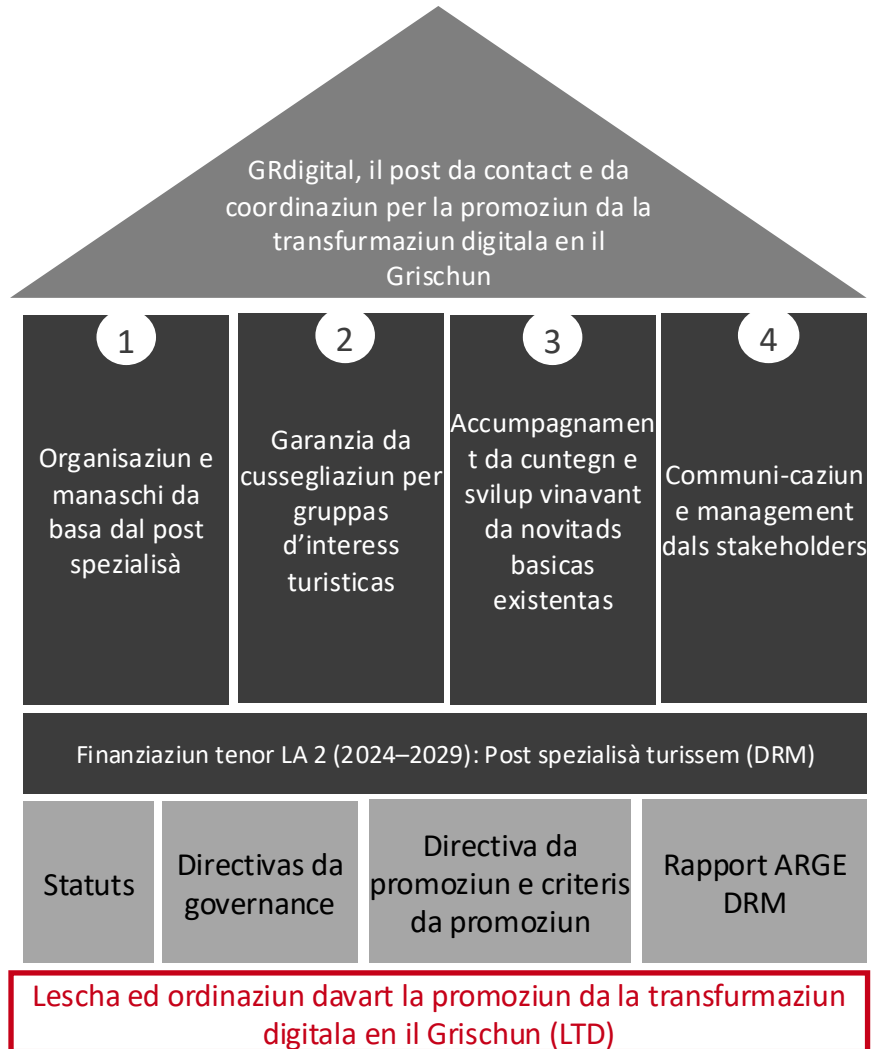 GRdigital, il post da contact e da
coordinaziun per la promoziun da la
transfurmaziun digitala en il
Grischun
1
Organisaziun e
manaschi da
basa dal post
spezialisà
2
Garanzia da
cussegliaziun per
gruppas
d’interess
turisticas
3
Accumpagnamen
t da cuntegn e
svilup vinavant
da novitads
basicas
existentas
4
Communi-caziun
e management
dals stakeholders
Finanziaziun tenor LA 2 (2024–2029): Post spezialisà turissem (DRM)
Statuts
Directivas da
governance
Directiva da
promoziun e criteris
da promoziun
Rapport ARGE
DRM
Lescha ed ordinaziun davart la promoziun da la transfurmaziun
digitala en il Grischun (LTD)